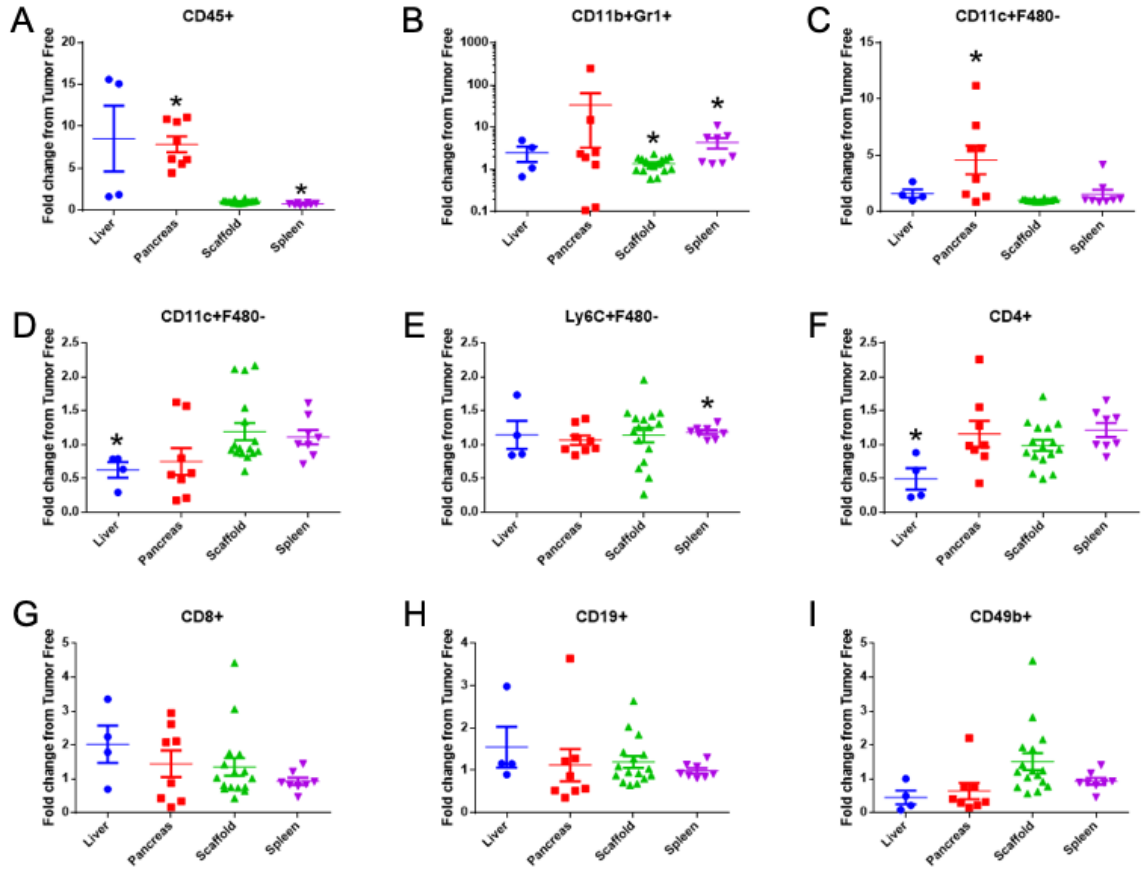 A
CD45+
Fold change from Tumor Free
20
15
10
5
0
*
*
Liver
Pancreas
Scaffold
Spleen
B
CD11b+Gr1+
Fold change from Tumor Free
1000
100
10
1
0.1
*
*
Liver
Pancreas
Scaffold
Spleen
C
CD11c+F480-
Fold change from Tumor Free
15
10
5
0
*
Liver
Pancreas
Scaffold
Spleen
D
CD11c+F480-
Fold change from Tumor Free
2.5
2.0
1.5
1.0
0.5
0.0
*
Liver
Pancreas
Scaffold
Spleen
E
Ly6C+F480-
Fold change from Tumor Free
2.5
2.0
1.5
1.0
0.5
0.0
*
Liver
Pancreas
Scaffold
Spleen
F
CD4+
Fold change from Tumor Free
2.5
2.0
1.5
1.0
0.5
0.0
*
Liver
Pancreas
Scaffold
Spleen
G
CD8+
Fold change from Tumor Free
5
4
3
2
1
0
Liver
Pancreas
Scaffold
Spleen
H
CD19+
Fold change from Tumor Free
4
3
2
1
0
Liver
Pancreas
Scaffold
Spleen
I
CD49b+
Fold change from Tumor Free
5
4
3
2
1
0
Liver
Pancreas
Scaffold
Spleen